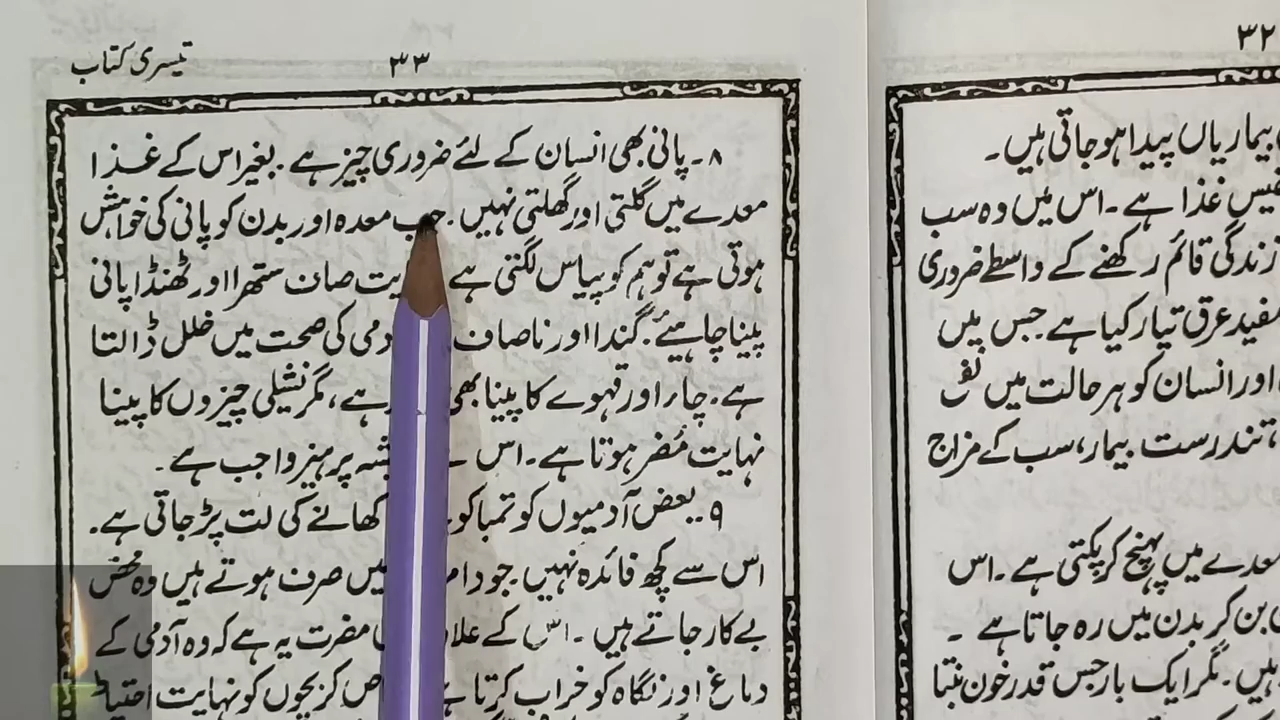 ۳۲
بیماریاں پیدا ہو جاتی ہیں۔
نفیس غذا ہے۔ اس میں وہ سب
زندگی قائم رکھنے کے واسطے ضروری
مفید عرق تیار کیا ہے جس میں
اور انسان کو ہر حالت میں
تندرست بیمار، سب کے مزاج
معدے میں پہنچ کر پکتی ہے۔ اس
بن کر بدن میں رہ جاتا ہے ۔
ہیں۔ مگر ایک بار جس قدر خون بنتا
۳۳
تیسری کتاب
۸۔ پانی بھی انسان کے لئے ضروری چیز ہے۔ بغیر اس کے غذا
معدے میں گلتی اور گھلتی نہیں۔ جب معدہ اور بدن کو پانی کی خواہش
ہوتی ہے تو ہم کو پیاس لگتی ہے صاف ستھرا اور ٹھنڈا پانی
پینا چاہیئے۔ گندا اور ناصاف کی صحت میں خلل ڈالتا
ہے۔ چاء اور قہوے کا پینا بھی ہے، مگر نشیلی چیزوں کا پینا
نہایت مُضر ہوتا ہے۔ اس پرہیز واجب ہے۔
۹۔ بعض آدمیوں کو تمباکو کھانے کی لت پڑ جاتی ہے۔
اس سے کچھ فائدہ نہیں۔ جو دام میں صرف ہوتے ہیں وہ محض
بے کار جاتے ہیں ۔ اس کے مضرت یہ ہے کہ وہ آدمی کے
دماغ اور نگاہ کو خراب کرتا کر بچوں کو نہایت احتیاط